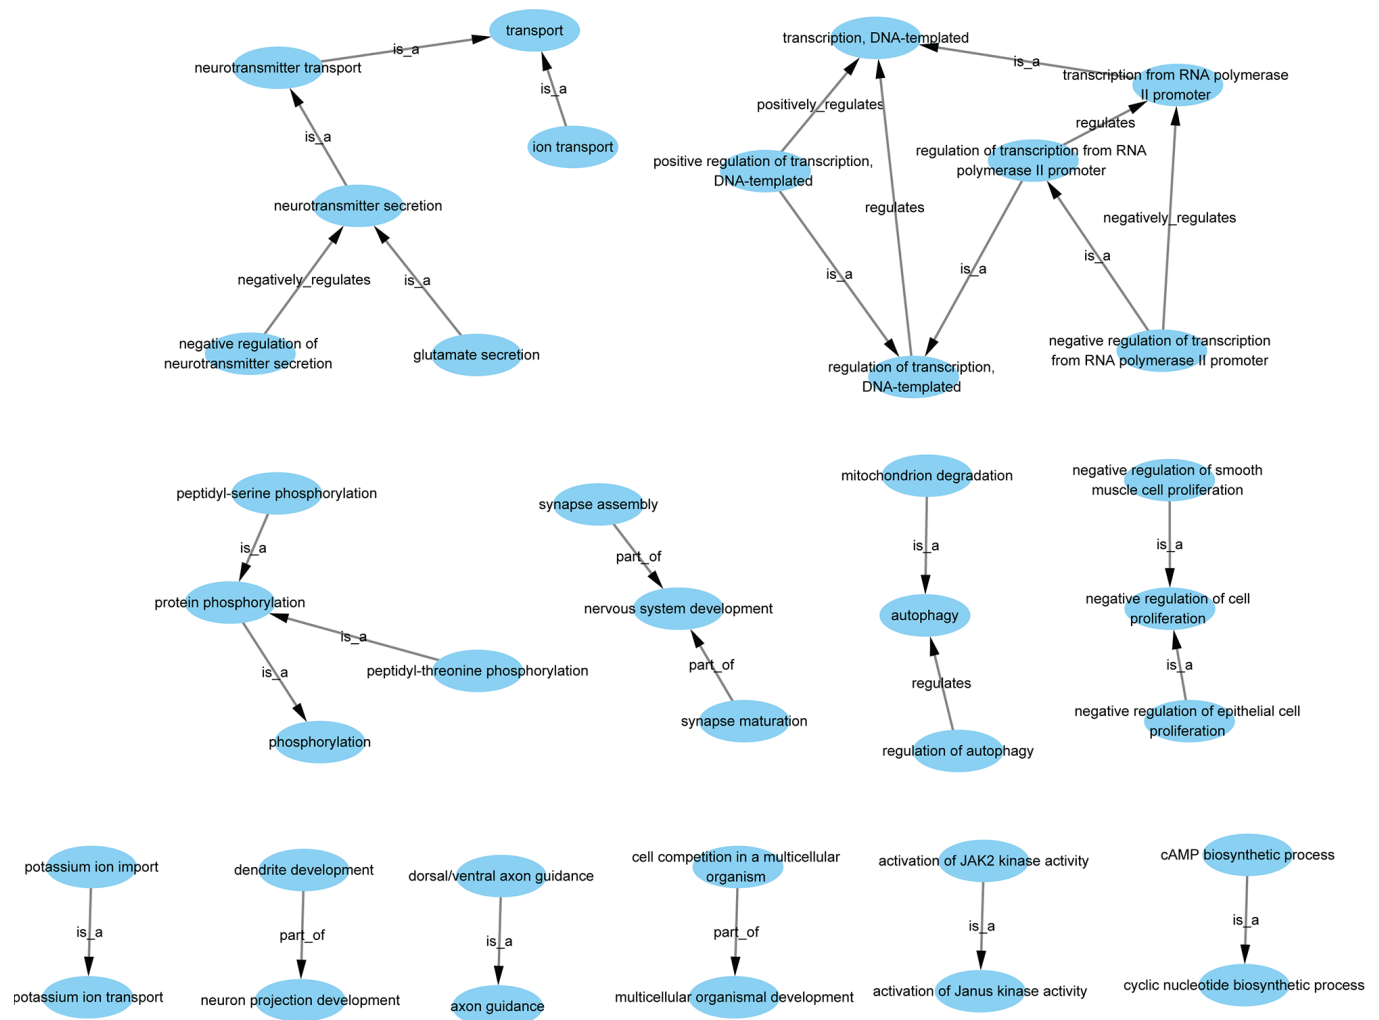 transport
is_a
neurotransmitter transport
is_a
ion transport
is_a
neurotransmitter secretion
negatively_regulates
is_a
negative regulation of
neurotransmitter secretion
glutamate secretion
transcription, DNA-templated
is_a
transcription from RNA polymerase
II promoter
positively_regulates
regulates
positive regulation of transcription,
DNA-templated
regulation of transcription from RNA
polymerase II promoter
regulates
negatively_regulates
is_a
is_a
is_a
regulation of transcription,
DNA-templated
negative regulation of transcription
from RNA polymerase II promoter
peptidyl-serine phosphorylation
is_a
protein phosphorylation
is_a
is_a
peptidyl-threonine phosphorylation
phosphorylation
synapse assembly
part_of
nervous system development
part_of
synapse maturation
mitochondrion degradation
is_a
autophagy
regulates
regulation of autophagy
negative regulation of smooth
muscle cell proliferation
is_a
negative regulation of cell
proliferation
is_a
negative regulation of epithelial cell
proliferation
potassium ion import
is_a
potassium ion transport
dendrite development
part_of
neuron projection development
dorsal/ventral axon guidance
is_a
axon guidance
cell competition in a multicellular
organism
part_of
multicellular organismal development
activation of JAK2 kinase activity
is_a
activation of Janus kinase activity
cAMP biosynthetic process
is_a
cyclic nucleotide biosynthetic process